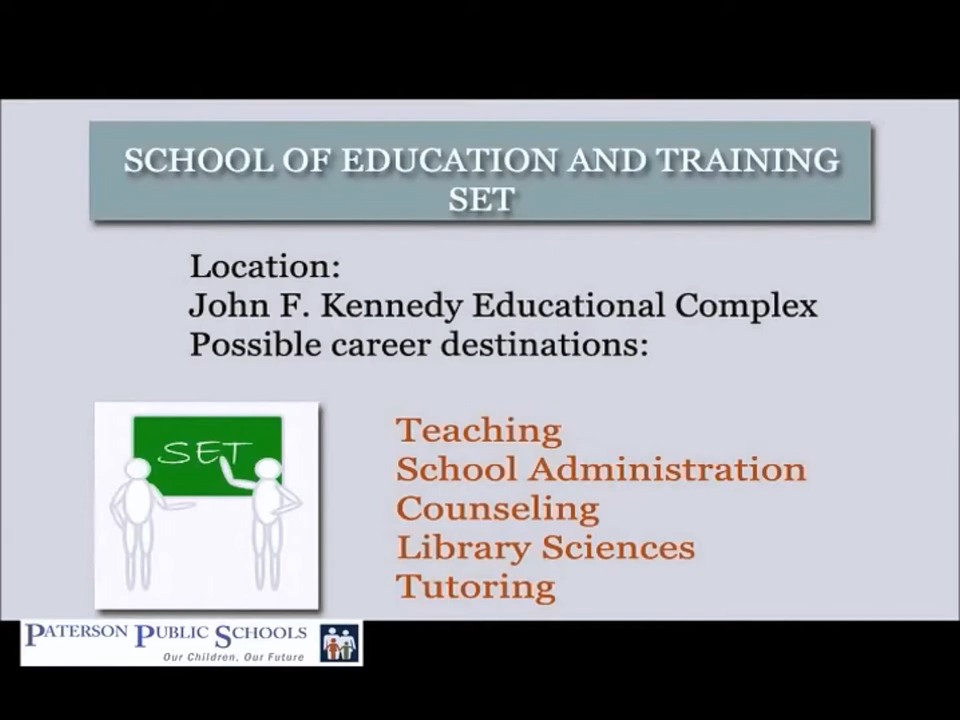 SCHOOL OF EDUCATION AND TRAINING
SET
Location:
John F. Kennedy Educational Complex
Possible career destinations:
SET
Teaching
School Administration
Counseling
Library Sciences
Tutoring
PATERSON PUBLIC SCHOOLS
Our Children, Our Future